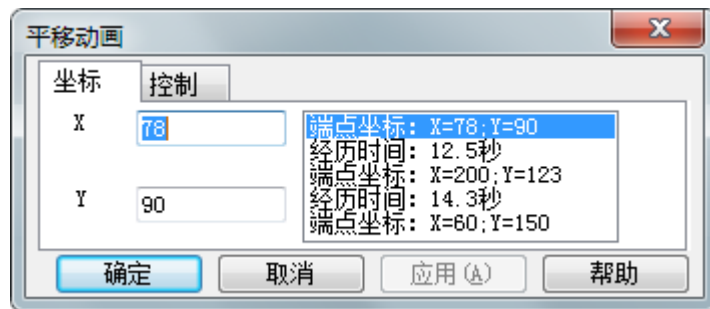 平移动画
坐标 控制
X 78
Y 90
端点坐标: X=78;Y=90
经历时间: 12.5秒
端点坐标: X=200;Y=123
经历时间: 14.3秒
端点坐标: X=60;Y=150
确定 取消 应用(A) 帮助